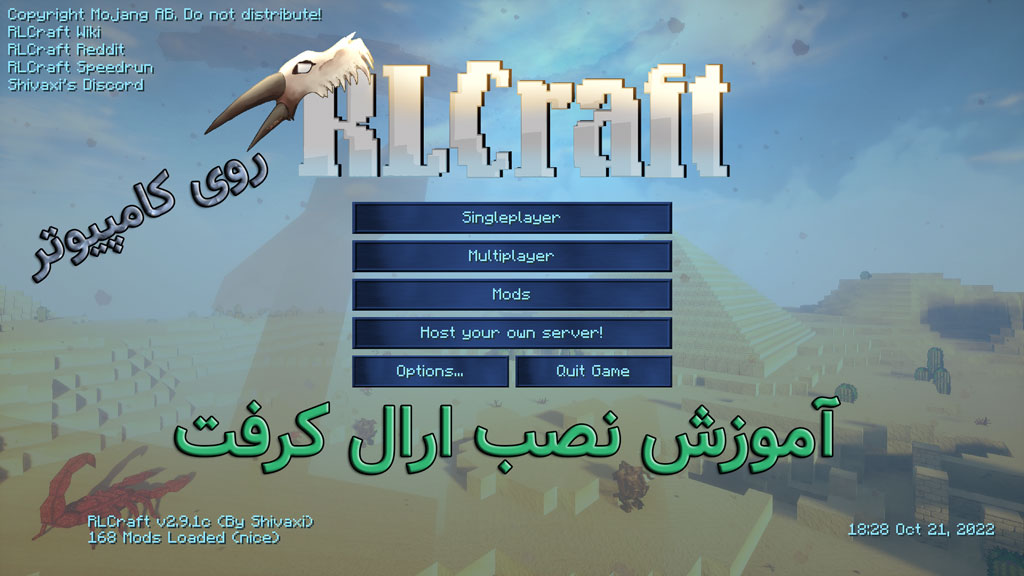 Copyright Mojang AB. Do not distribute!
RLCraft Wiki
RLCraft Reddit
RLCraft Speedrun
Shivaxi's Discord
RLCraft
روی کامپیوتر
Singleplayer
Multiplayer
Mods
Host your own server!
Options... Quit Game
آموزش نصب ارال کرفت
RLCraft v2.9.1c (By Shivaxi)
168 Mods Loaded (nice)
18:28 Oct 21, 2022